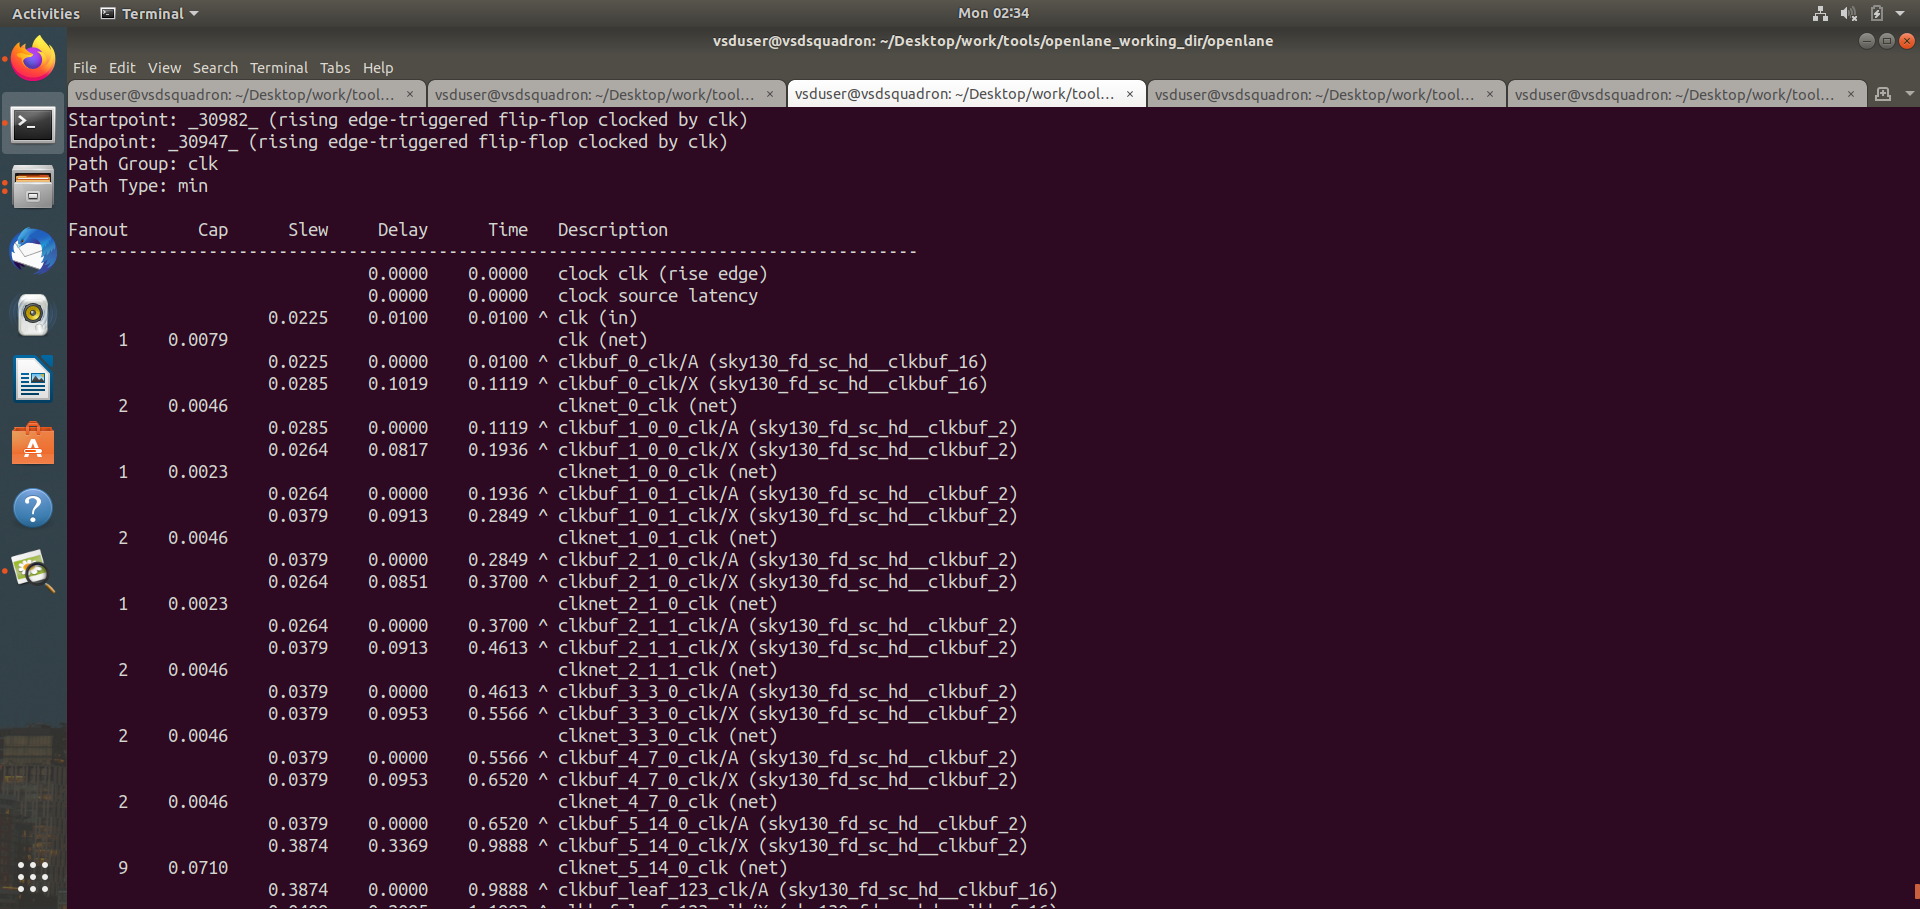 Activities Terminal Mon 02:34
vsduser@vsdsquadron: ~/Desktop/work/tools/openlane_working_dir/openlane
File Edit View Search Terminal Tabs Help
vsduser@vsdsquadron: ~/Desktop/work/tool... × vsduser@vsdsquadron: ~/Desktop/work/tool... × vsduser@vsdsquadron: ~/Desktop/work/tool... × vsduser@vsdsquadron: ~/Desktop/work/tool... × vsduser@vsdsquadron: ~/Desktop/work/tool... ×
Startpoint: _30982_ (rising edge-triggered flip-flop clocked by clk)
Endpoint: _30947_ (rising edge-triggered flip-flop clocked by clk)
Path Group: clk
Path Type: min
Fanout Cap Slew Delay Time Description
-------------------------------------------------------------------------------------
0.0000 0.0000 clock clk (rise edge)
0.0000 0.0000 clock source latency
0.0225 0.0100 0.0100 ^ clk (in)
1 0.0079 clk (net)
0.0225 0.0000 0.0100 ^ clkbuf_0_clk/A (sky130_fd_sc_hd__clkbuf_16)
0.0285 0.1019 0.1119 ^ clkbuf_0_clk/X (sky130_fd_sc_hd__clkbuf_16)
2 0.0046 clknet_0_clk (net)
0.0285 0.0000 0.1119 ^ clkbuf_1_0_0_clk/A (sky130_fd_sc_hd__clkbuf_2)
0.0264 0.0817 0.1936 ^ clkbuf_1_0_0_clk/X (sky130_fd_sc_hd__clkbuf_2)
1 0.0023 clknet_1_0_0_clk (net)
0.0264 0.0000 0.1936 ^ clkbuf_1_0_1_clk/A (sky130_fd_sc_hd__clkbuf_2)
0.0379 0.0913 0.2849 ^ clkbuf_1_0_1_clk/X (sky130_fd_sc_hd__clkbuf_2)
2 0.0046 clknet_1_0_1_clk (net)
0.0379 0.0000 0.2849 ^ clkbuf_2_1_0_clk/A (sky130_fd_sc_hd__clkbuf_2)
0.0264 0.0851 0.3700 ^ clkbuf_2_1_0_clk/X (sky130_fd_sc_hd__clkbuf_2)
1 0.0023 clknet_2_1_0_clk (net)
0.0264 0.0000 0.3700 ^ clkbuf_2_1_1_clk/A (sky130_fd_sc_hd__clkbuf_2)
0.0379 0.0913 0.4613 ^ clkbuf_2_1_1_clk/X (sky130_fd_sc_hd__clkbuf_2)
2 0.0046 clknet_2_1_1_clk (net)
0.0379 0.0000 0.4613 ^ clkbuf_3_3_0_clk/A (sky130_fd_sc_hd__clkbuf_2)
0.0379 0.0953 0.5566 ^ clkbuf_3_3_0_clk/X (sky130_fd_sc_hd__clkbuf_2)
2 0.0046 clknet_3_3_0_clk (net)
0.0379 0.0000 0.5566 ^ clkbuf_4_7_0_clk/A (sky130_fd_sc_hd__clkbuf_2)
0.0379 0.0953 0.6520 ^ clkbuf_4_7_0_clk/X (sky130_fd_sc_hd__clkbuf_2)
2 0.0046 clknet_4_7_0_clk (net)
0.0379 0.0000 0.6520 ^ clkbuf_5_14_0_clk/A (sky130_fd_sc_hd__clkbuf_2)
0.3874 0.3369 0.9888 ^ clkbuf_5_14_0_clk/X (sky130_fd_sc_hd__clkbuf_2)
9 0.0710 clknet_5_14_0_clk (net)
0.3874 0.0000 0.9888 ^ clkbuf_leaf_123_clk/A (sky130_fd_sc_hd__clkbuf_16)